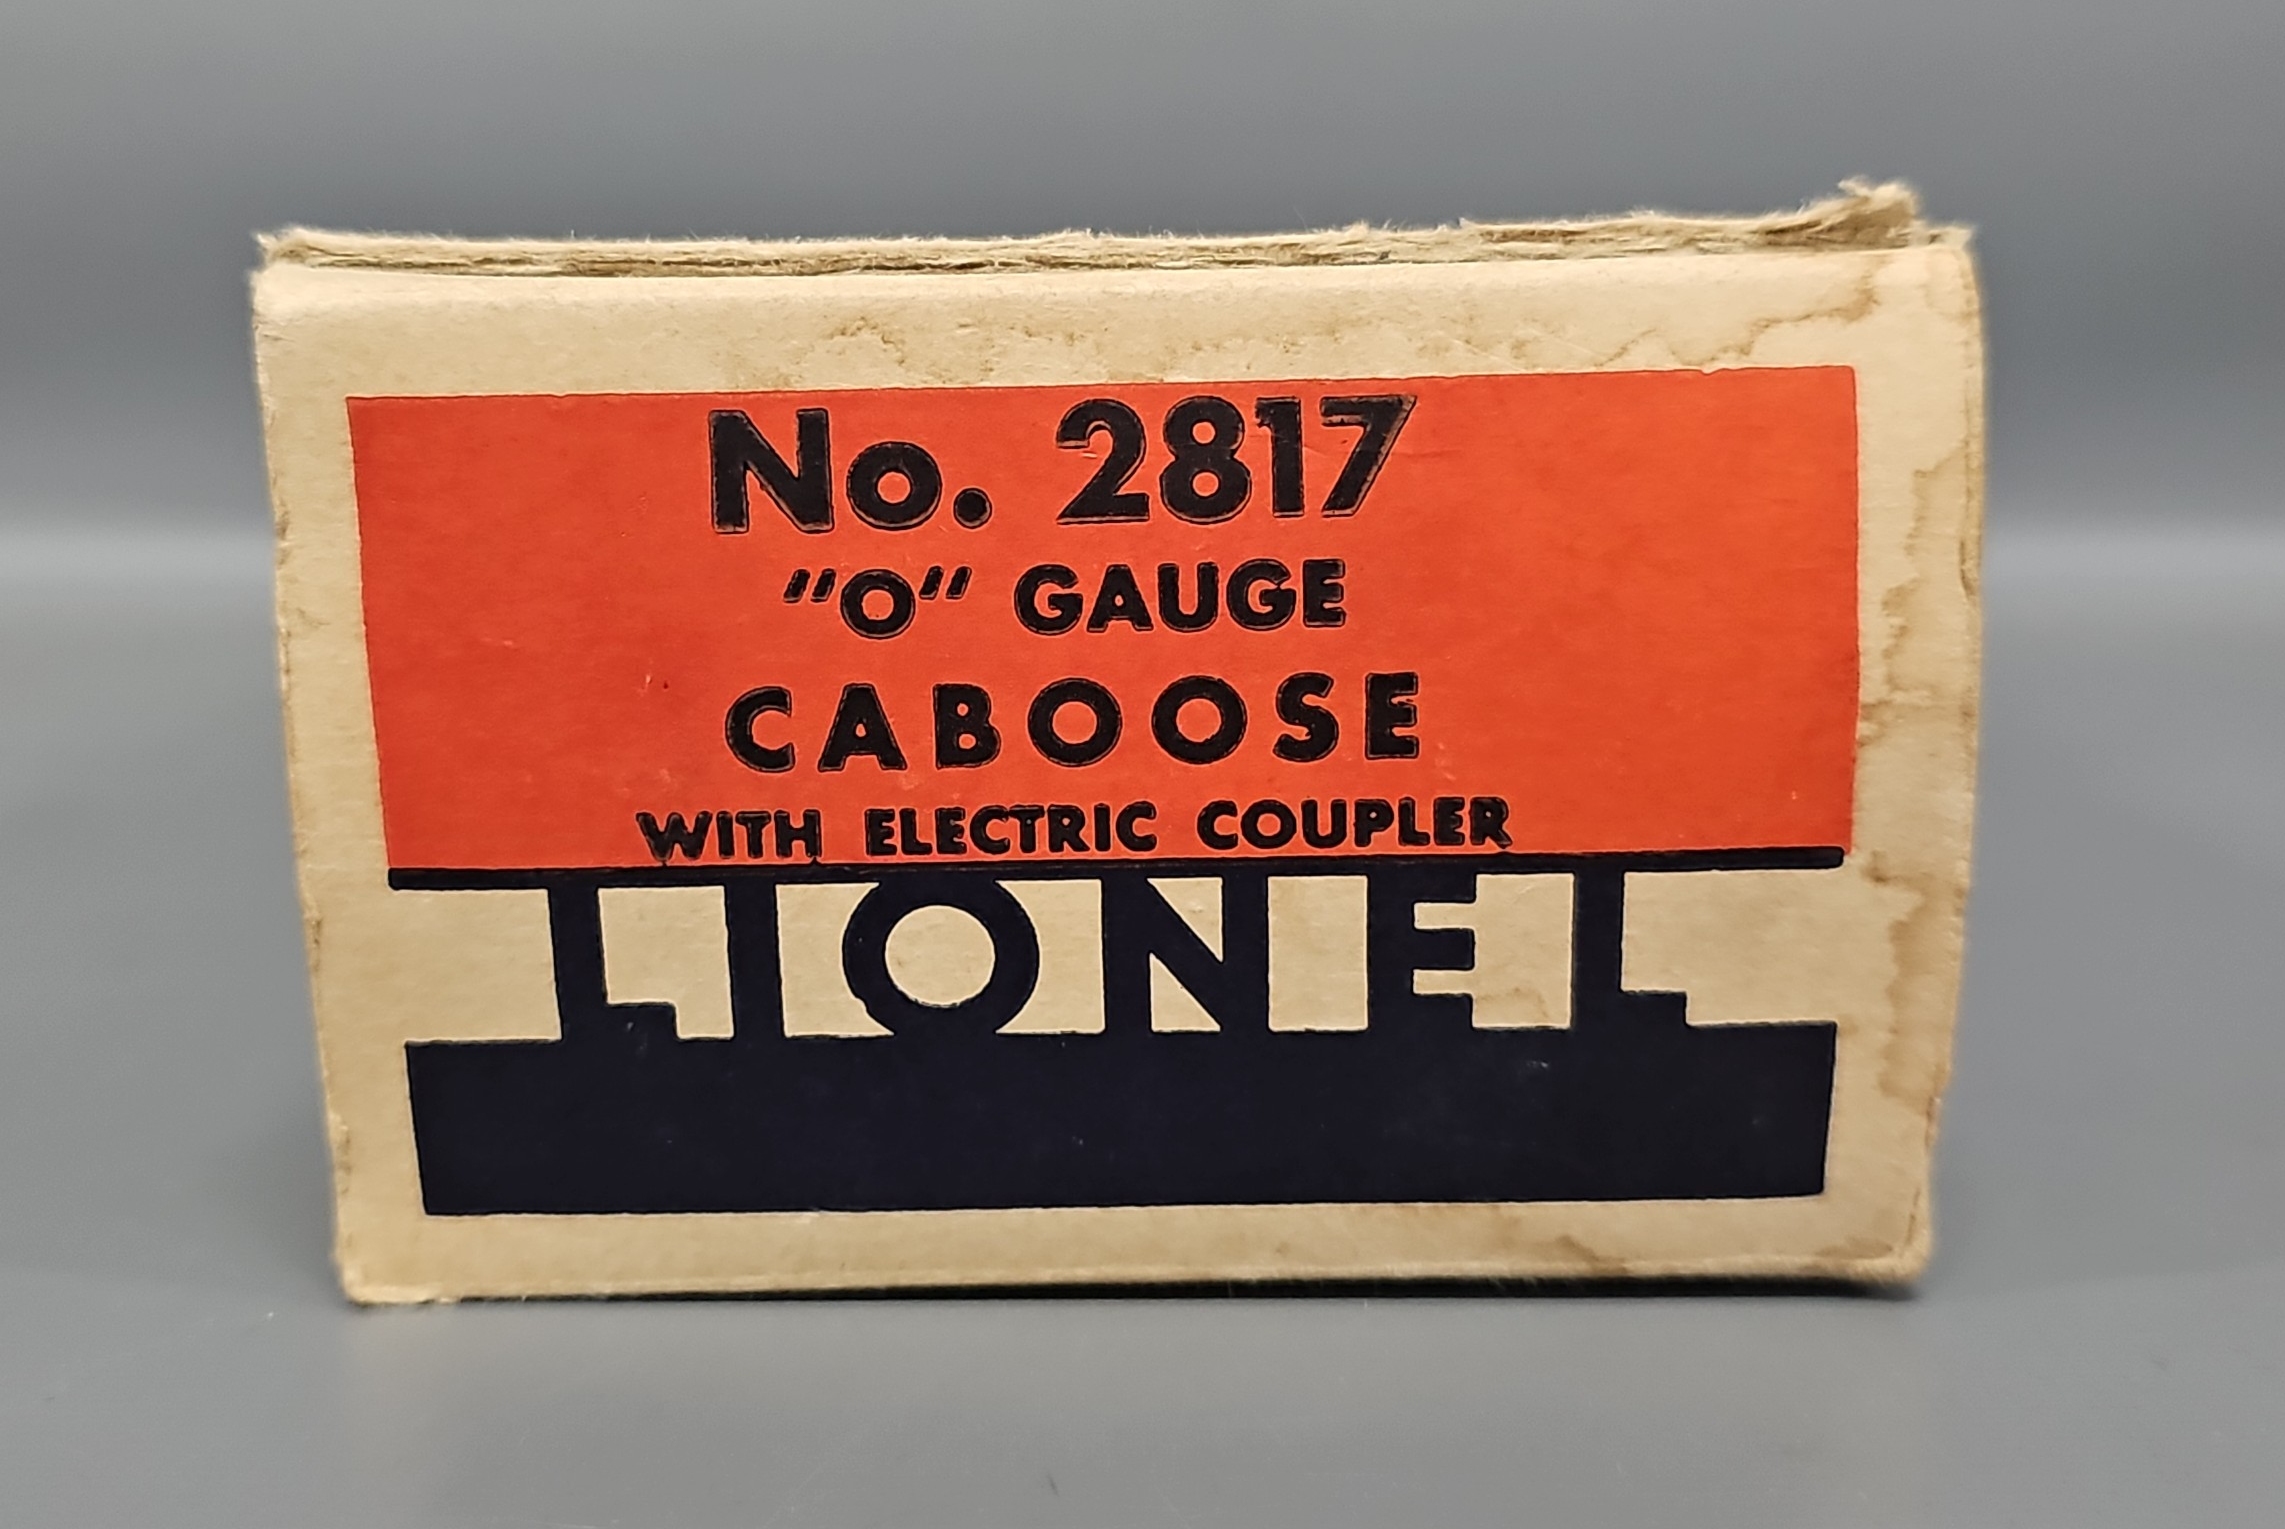 No. 2817
"O" GAUGE
CABOOSE
WITH ELECTRIC COUPLER
LIONEL